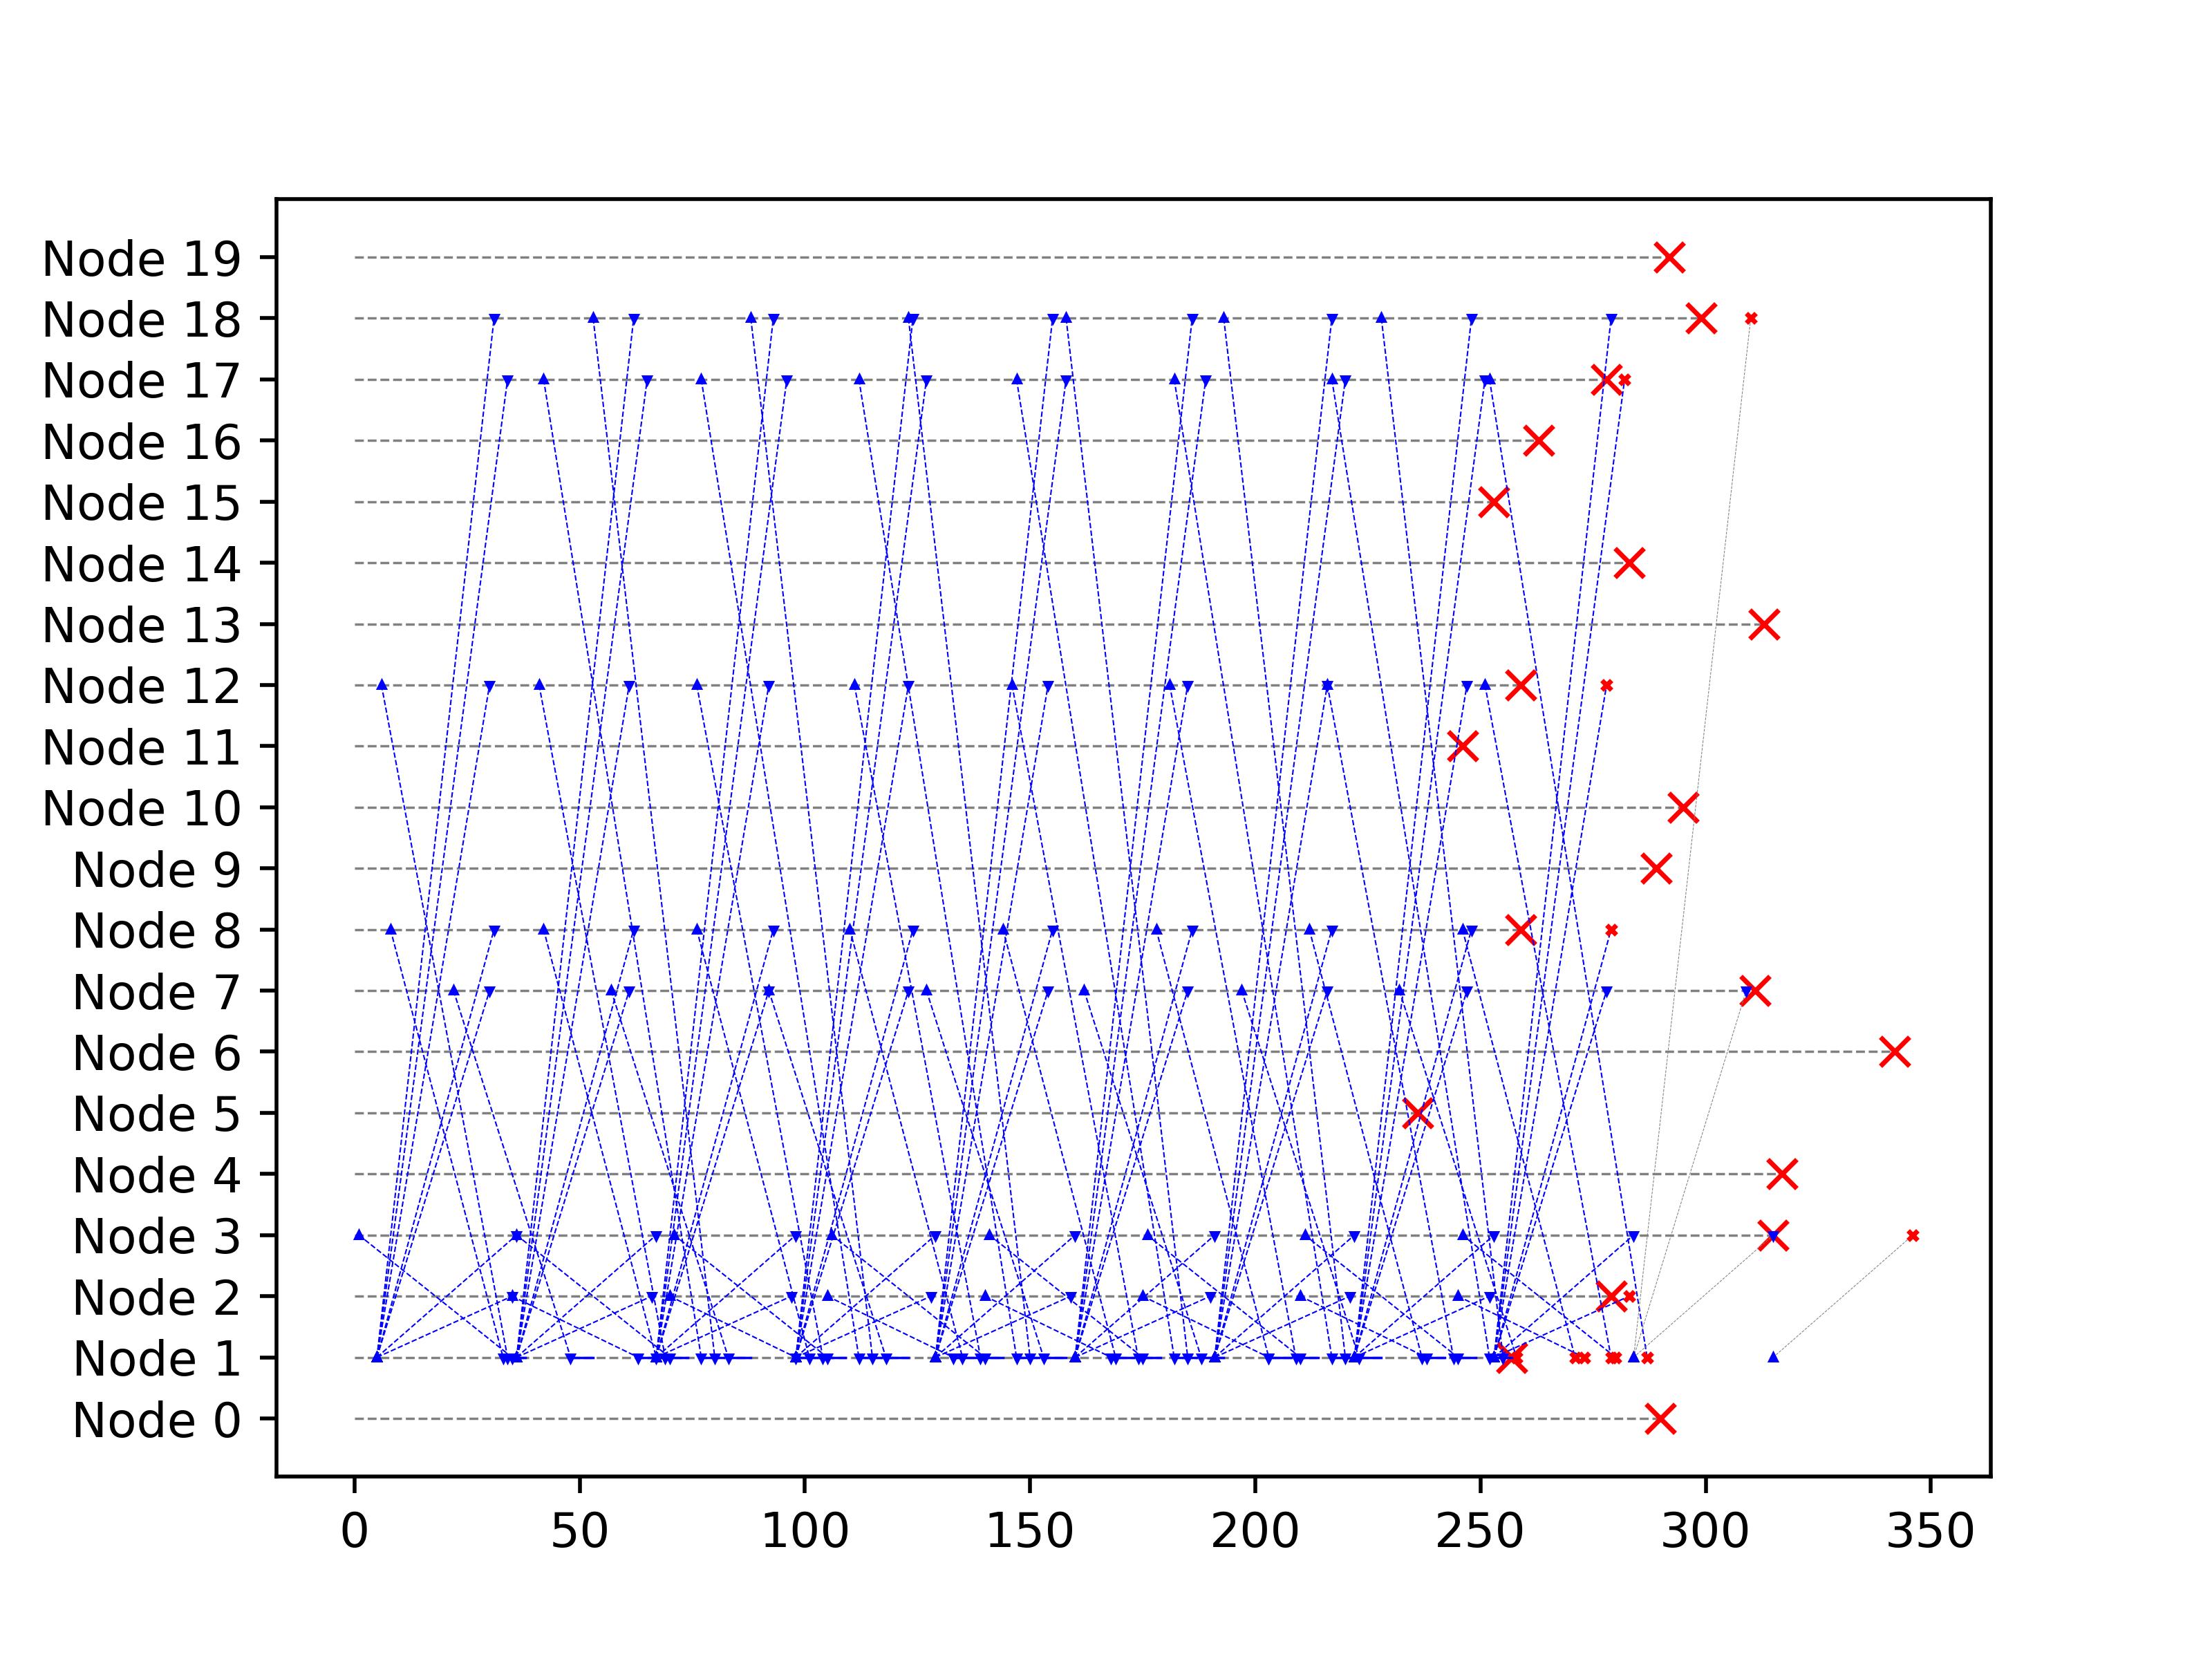 Node 19
Node 18
Node 17
Node 16
Node 15
Node 14
Node 13
Node 12
Node 11
Node 10
Node 9
Node 8
Node 7
Node 6
Node 5
Node 4
Node 3
Node 2
Node 1
Node 0
0 50 100 150 200 250 300 350